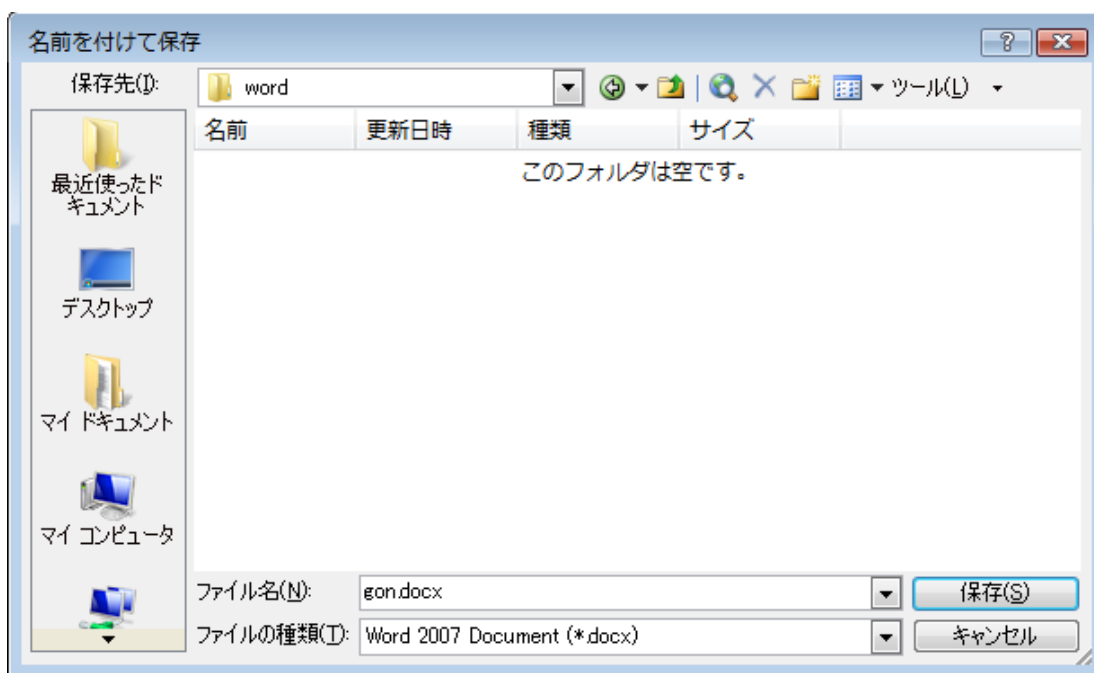 名前を付けて保存
保存先(I):
word
ツール(L)
名前 更新日時 種類 サイズ
このフォルダは空です。
最近使ったド
キュメント
デスクトップ
マイ ドキュメント
マイ コンピュータ
ファイル名(N): gon.docx 保存(S)
ファイルの種類(T): Word 2007 Document (*.docx) キャンセル